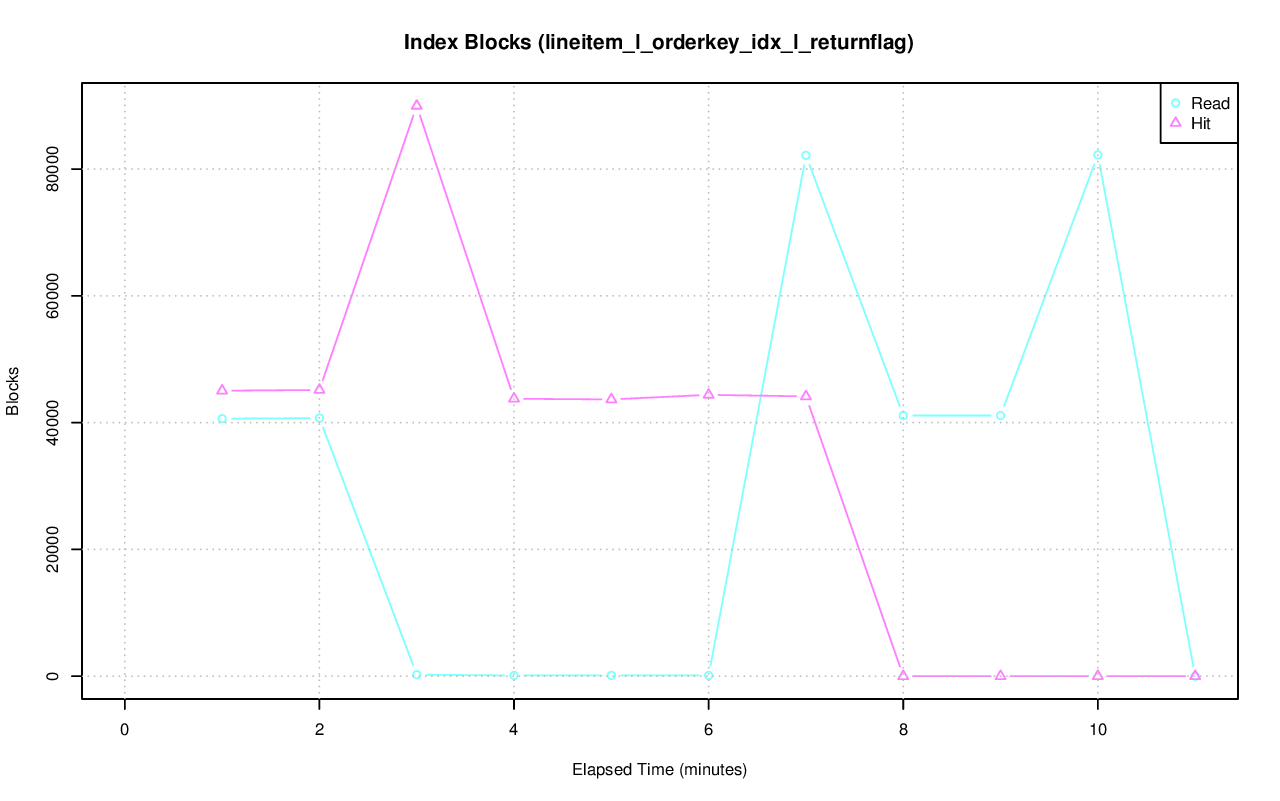 Index Blocks (lineitem_l_orderkey_idx_l_returnflag)
Read
Hit
Blocks
80000
60000
40000
20000
0
0 2 4 6 8 10
Elapsed Time (minutes)